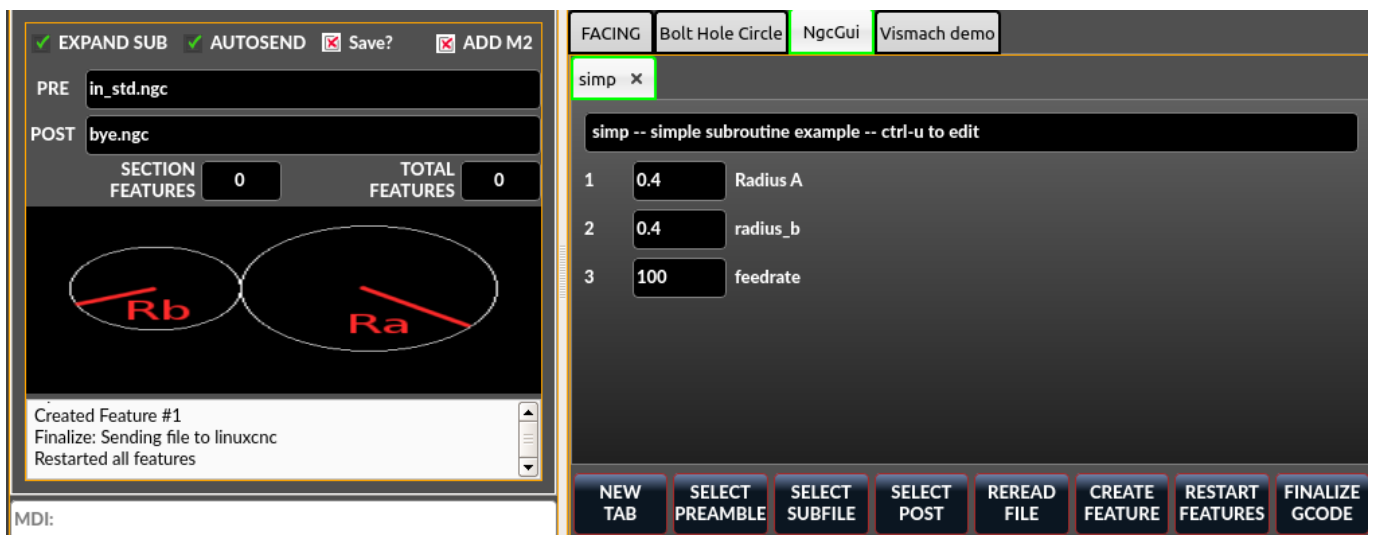 EXPAND SUB AUTOSEND Save? ADD M2
PRE in_std.ngc
POST bye.ngc
SECTION FEATURES 0 TOTAL FEATURES 0
Rb
Ra
Created Feature #1
Finalize: Sending file to linuxcnc
Restarted all features
MDI:
FACING Bolt Hole Circle NgcGui Vismach demo
simp ×
simp -- simple subroutine example -- ctrl-u to edit
1 0.4 Radius A
2 0.4 radius_b
3 100 feedrate
NEW TAB SELECT PREAMBLE SELECT SUBFILE SELECT POST REREAD FILE CREATE FEATURE RESTART FEATURES FINALIZE GCODE